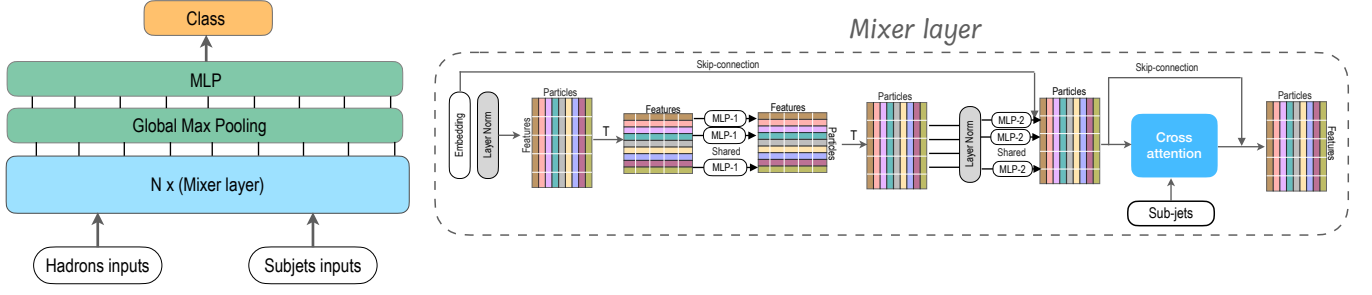 Class
MLP
Global Max Pooling
N x (Mixer layer)
Hadrons inputs
Subjets inputs
Mixer layer
Skip-connection
Embedding
Layer Norm
Particles
Features
T
Features
MLP-1
MLP-1
Shared
MLP-1
Features
Particles
T
Particles
Layer Norm
MLP-2
MLP-2
Shared
MLP-2
Particles
Skip-connection
Cross
attention
Sub-jets
Particles
Features